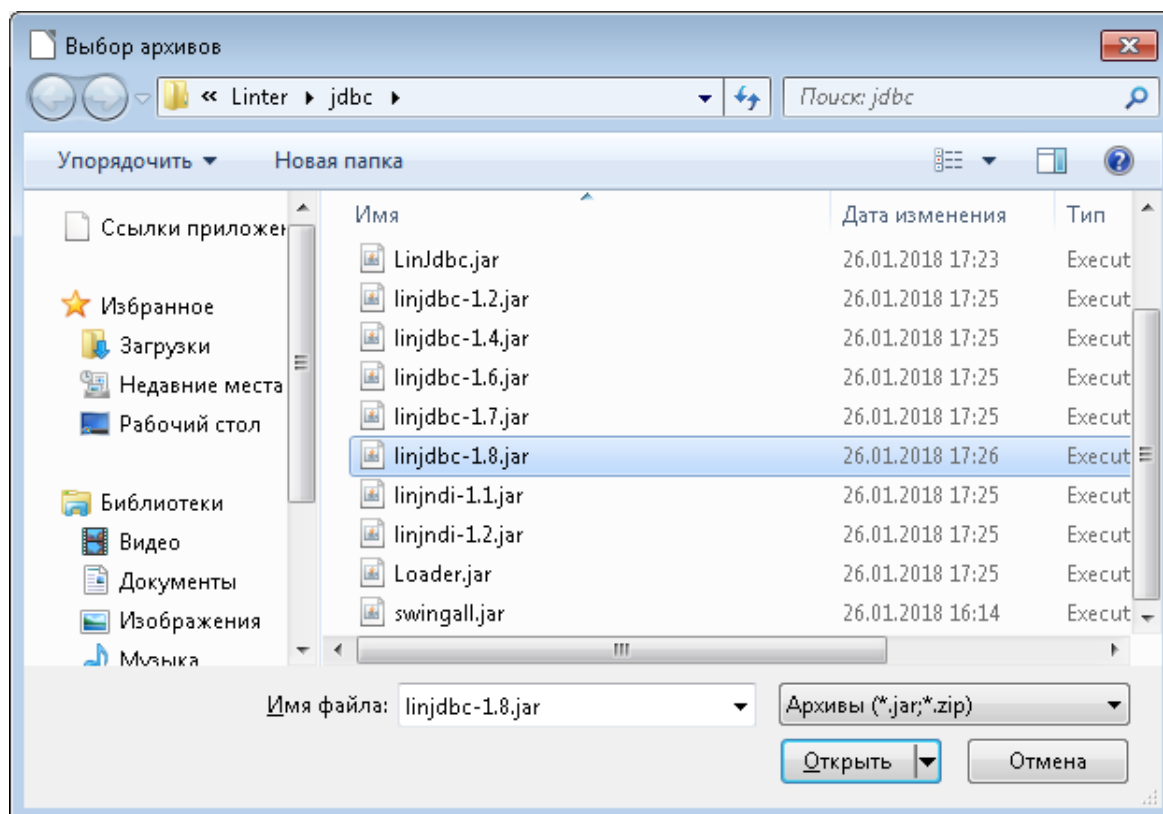 Выбор архивов
« Linter jdbc
Поиск: jdbc
Упорядочить Новая папка
Ссылки приложен
Избранное
Загрузки
Недавние места
Рабочий стол
Библиотеки
Видео
Документы
Изображения
Музыка
Имя Дата изменения Тип
LinJdbc.jar 26.01.2018 17:23 Execut
linjdbc-1.2.jar 26.01.2018 17:25 Execut
linjdbc-1.4.jar 26.01.2018 17:25 Execut
linjdbc-1.6.jar 26.01.2018 17:25 Execut
linjdbc-1.7.jar 26.01.2018 17:25 Execut
linjdbc-1.8.jar 26.01.2018 17:26 Execut
linjndi-1.1.jar 26.01.2018 17:25 Execut
linjndi-1.2.jar 26.01.2018 17:25 Execut
Loader.jar 26.01.2018 17:25 Execut
swingall.jar 26.01.2018 16:14 Execut
Имя файла: linjdbc-1.8.jar Архивы (*.jar;*.zip)
Открыть Отмена